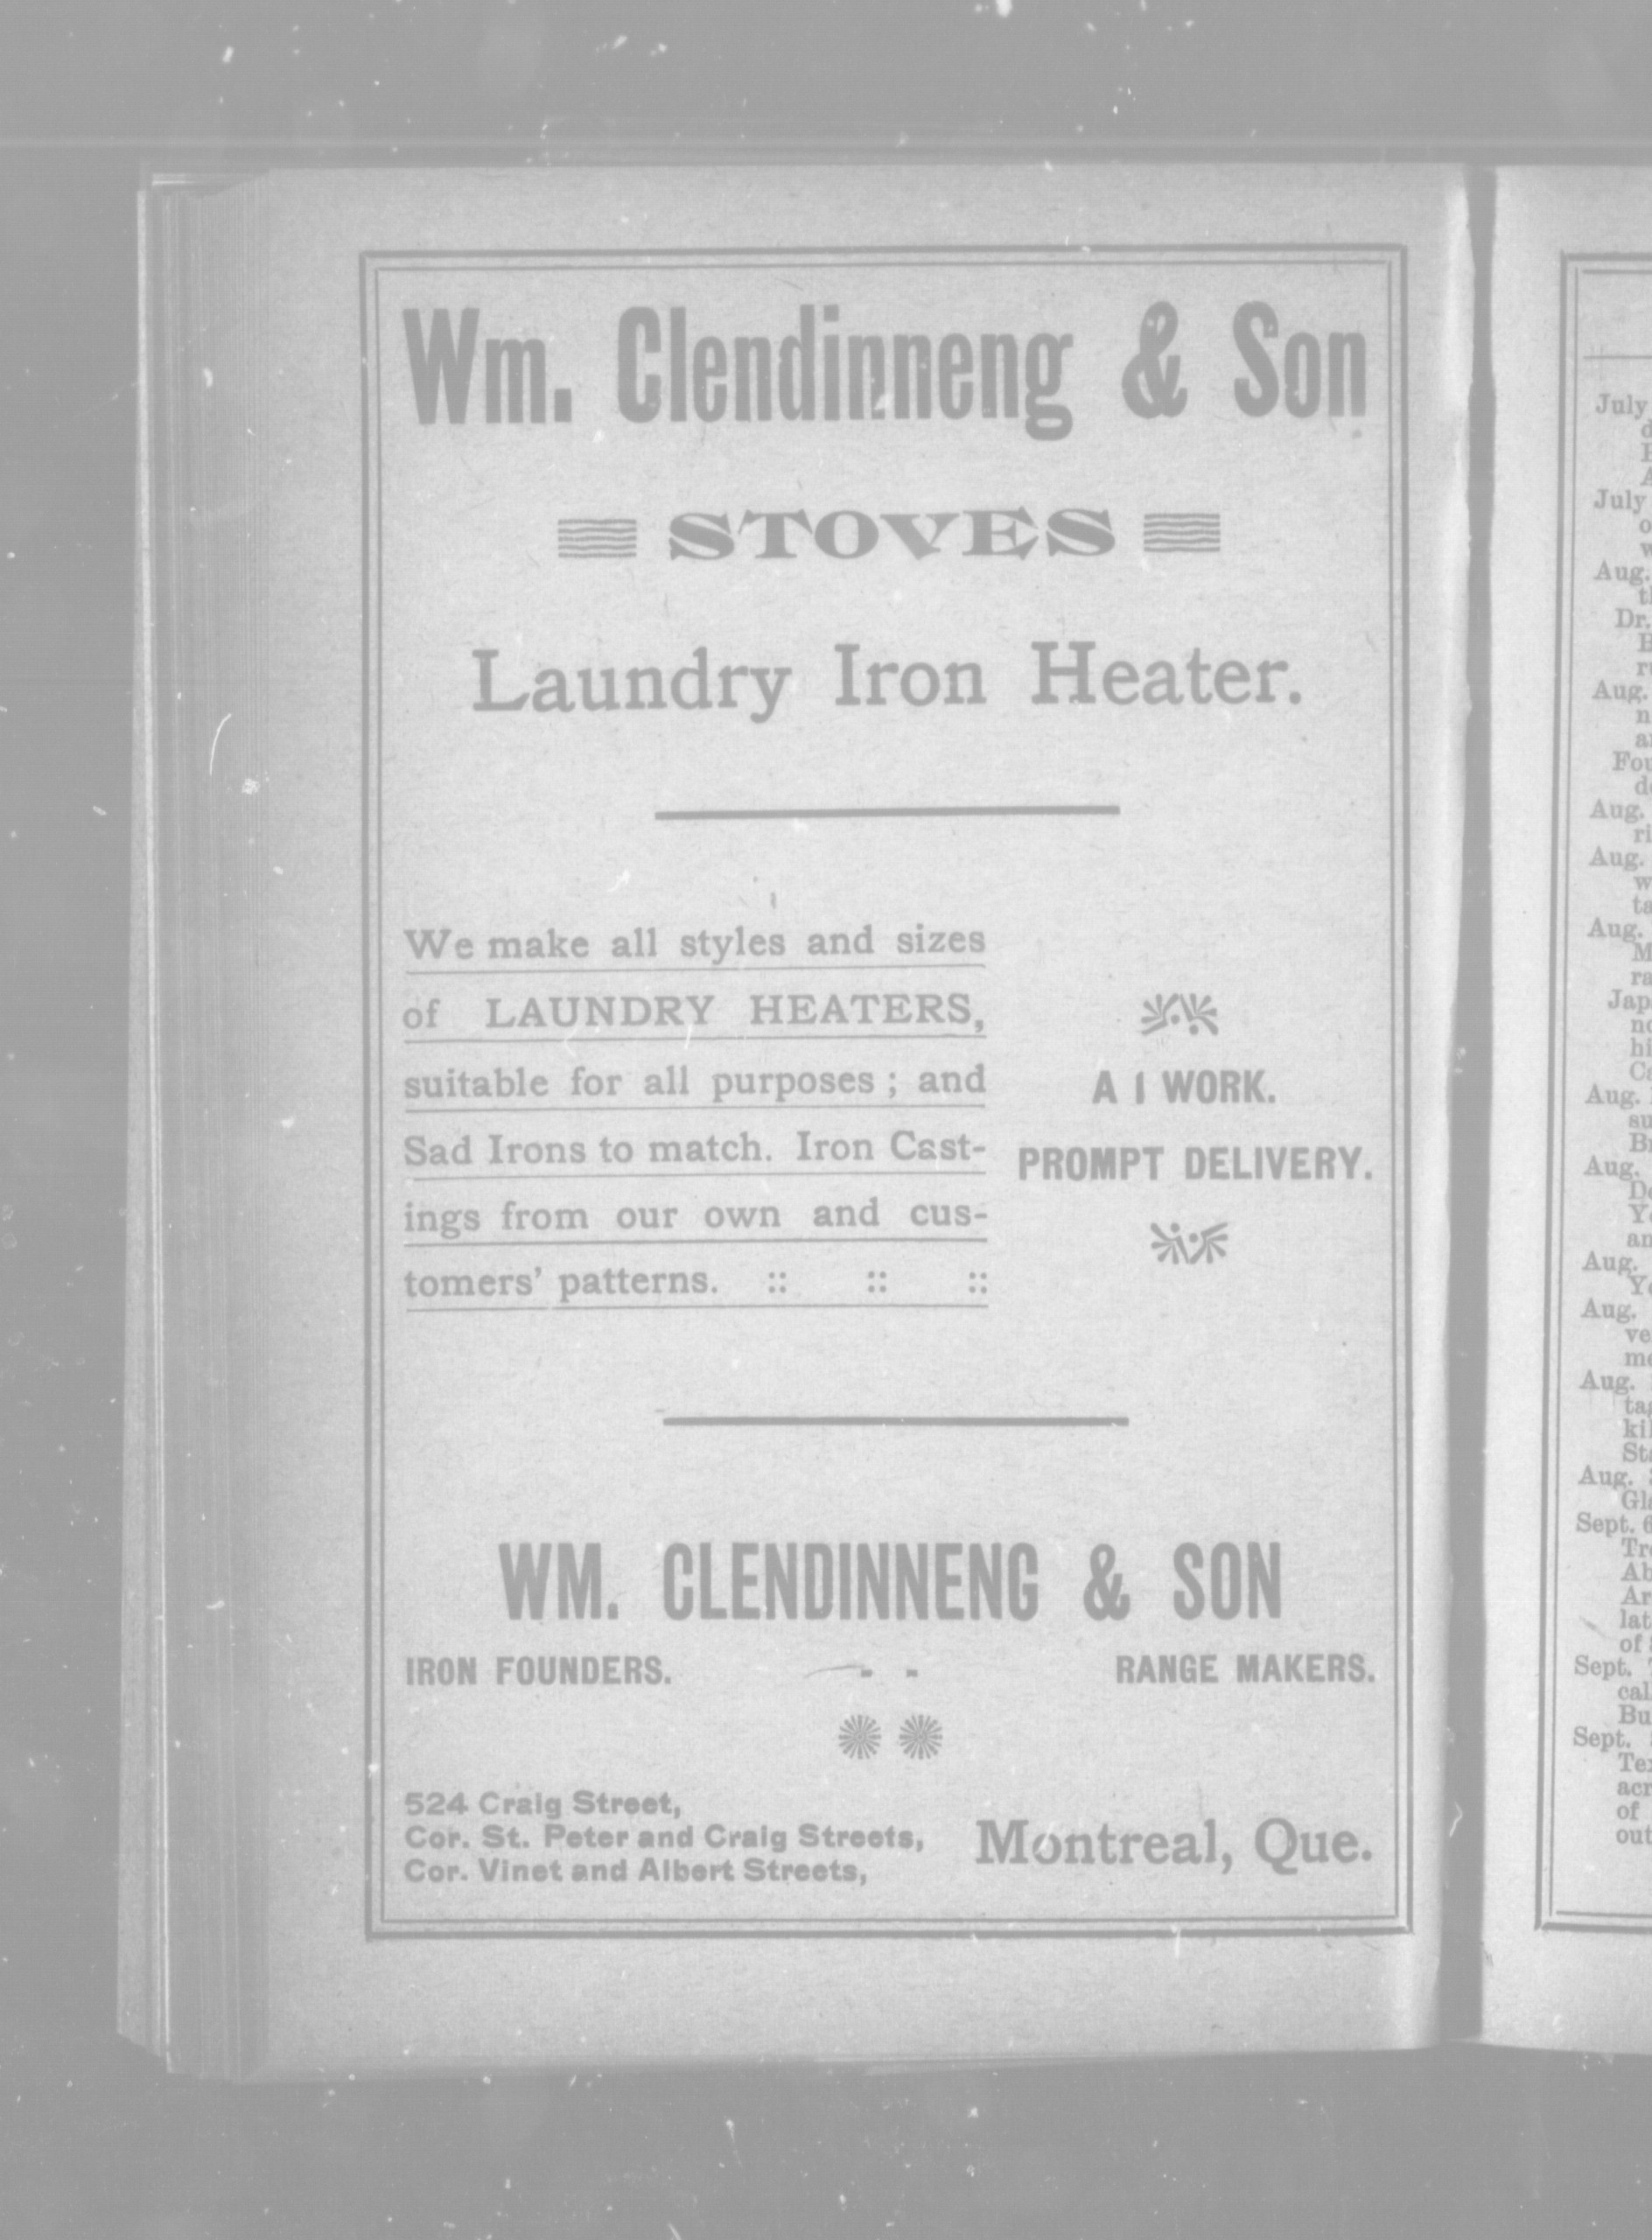 Wm. Clendinneng & Son
STOVES
Laundry Iron Heater.
We make all styles and sizes
of LAUNDRY HEATERS,
suitable for all purposes ; and
Sad Irons to match. Iron Cast-
ings from our own and cus-
tomers' patterns. :: :: ::
A I WORK.
PROMPT DELIVERY.
WM. CLENDINNENG & SON
IRON FOUNDERS. - - RANGE MAKERS.
524 Craig Street,
Cor. St. Peter and Craig Streets,
Cor. Vinet and Albert Streets,
Montreal, Que.
July
July
Aug.
Dr.
Aug.
Aug.
Aug.
Aug.
Aug.
Aug.
Aug.
Aug.
Aug.
Aug.
Sept. 6
Sept.
Sept.
of